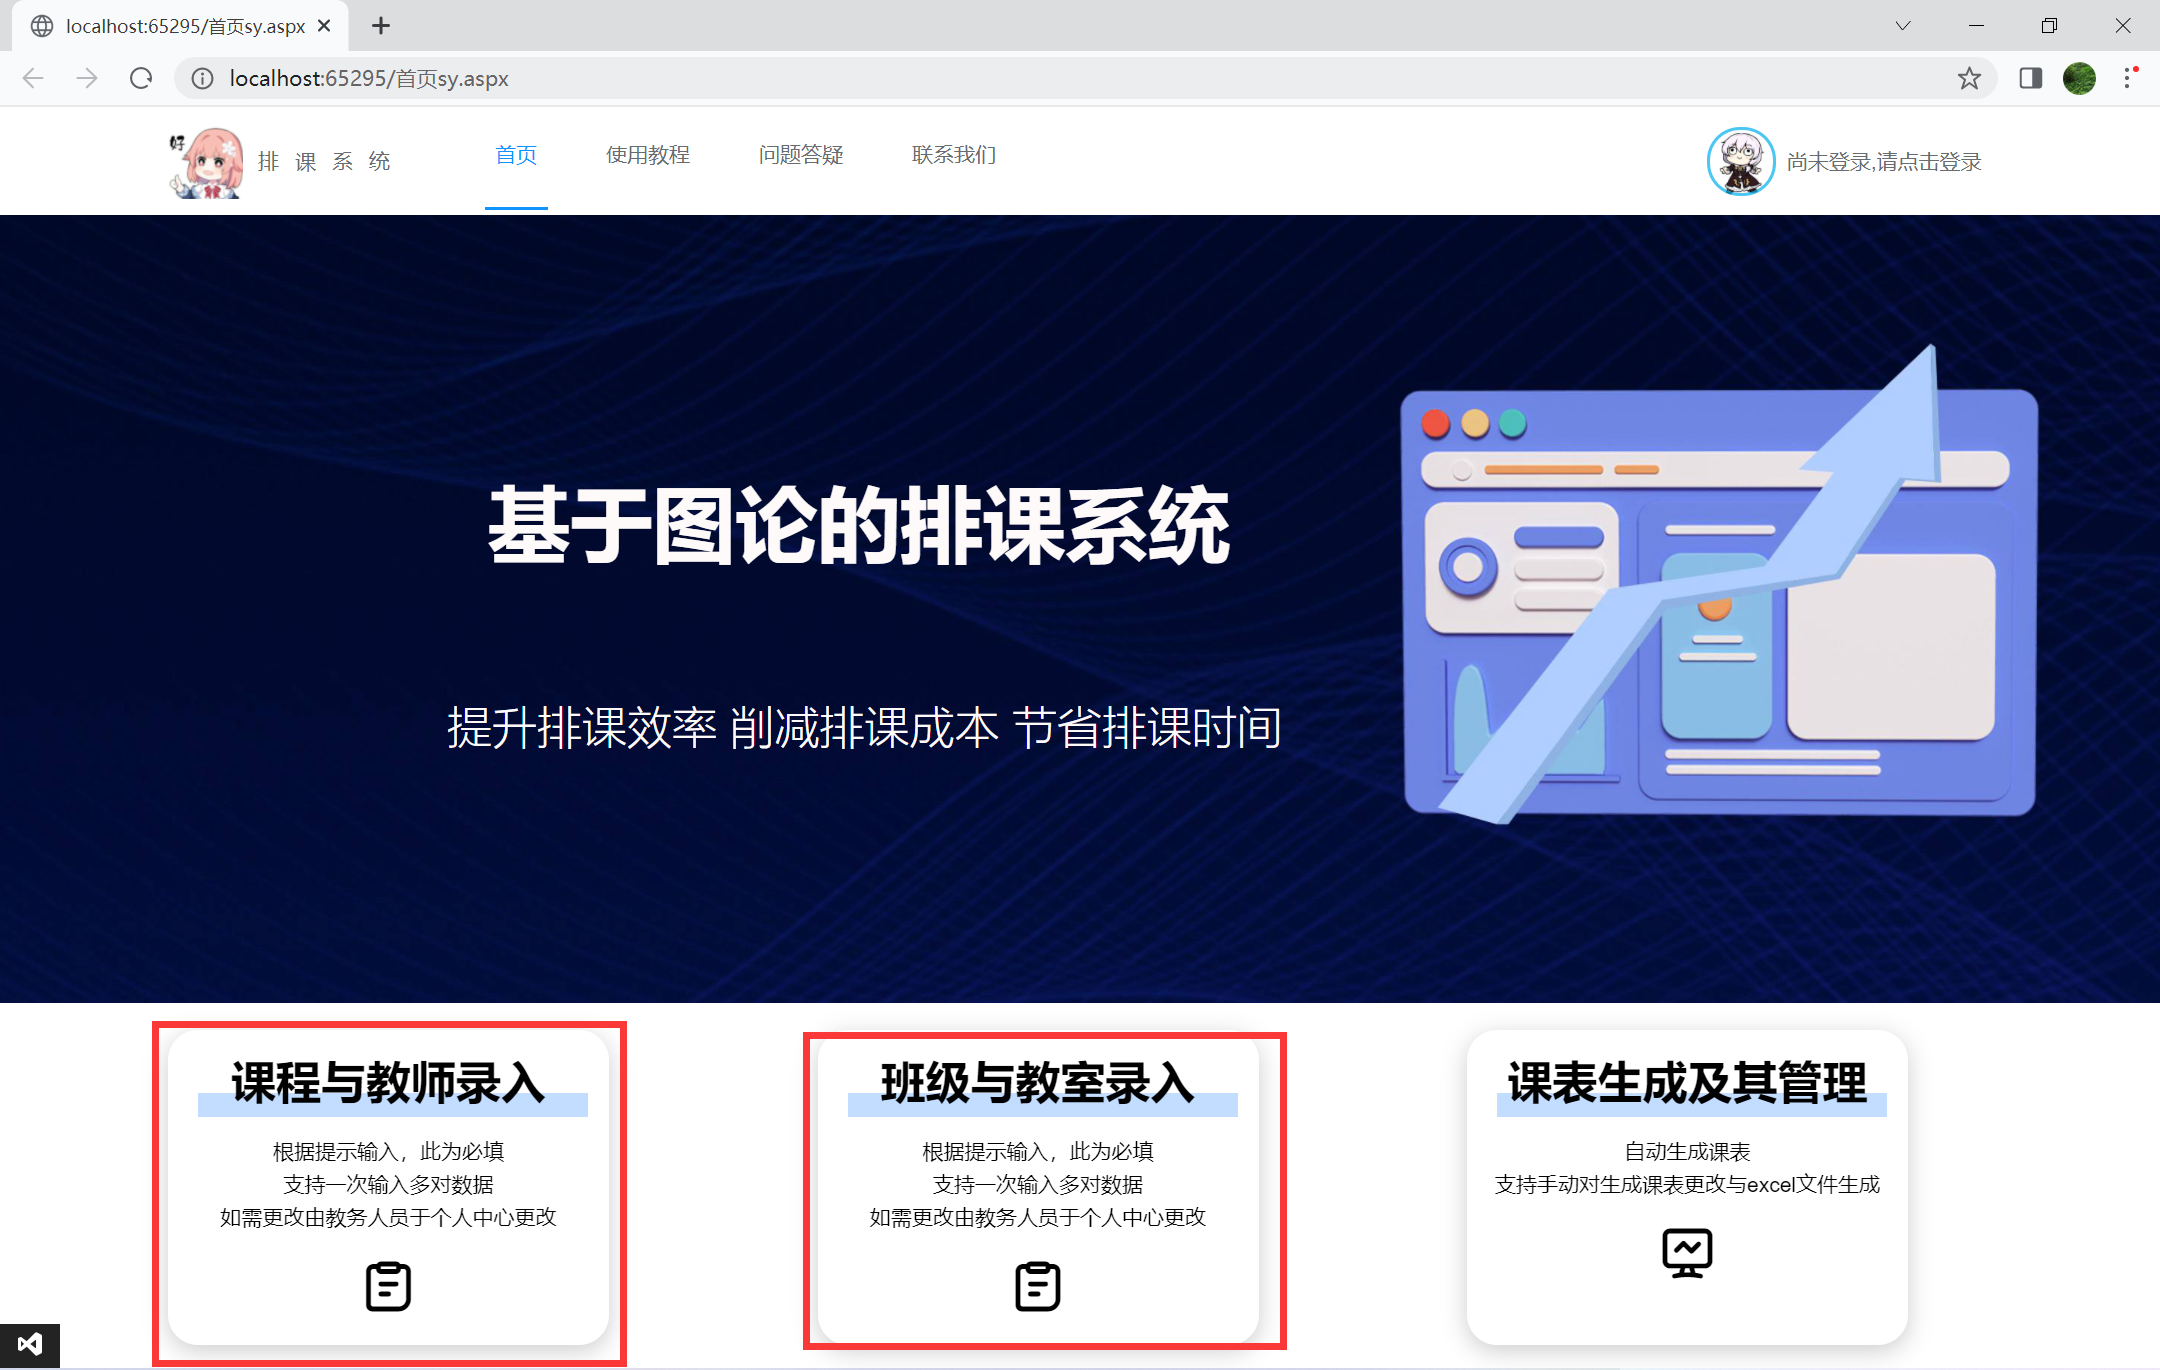 localhost:65295/首页sy.aspx
localhost:65295/首页sy.aspx
好
排 课 系 统
首页
使用教程
问题答疑
联系我们
尚未登录,请点击登录
基于图论的排课系统
提升排课效率 削减排课成本 节省排课时间
课程与教师录入
根据提示输入，此为必填
支持一次输入多对数据
如需更改由教务人员于个人中心更改
班级与教室录入
根据提示输入，此为必填
支持一次输入多对数据
如需更改由教务人员于个人中心更改
课表生成及其管理
自动生成课表
支持手动对生成课表更改与excel文件生成